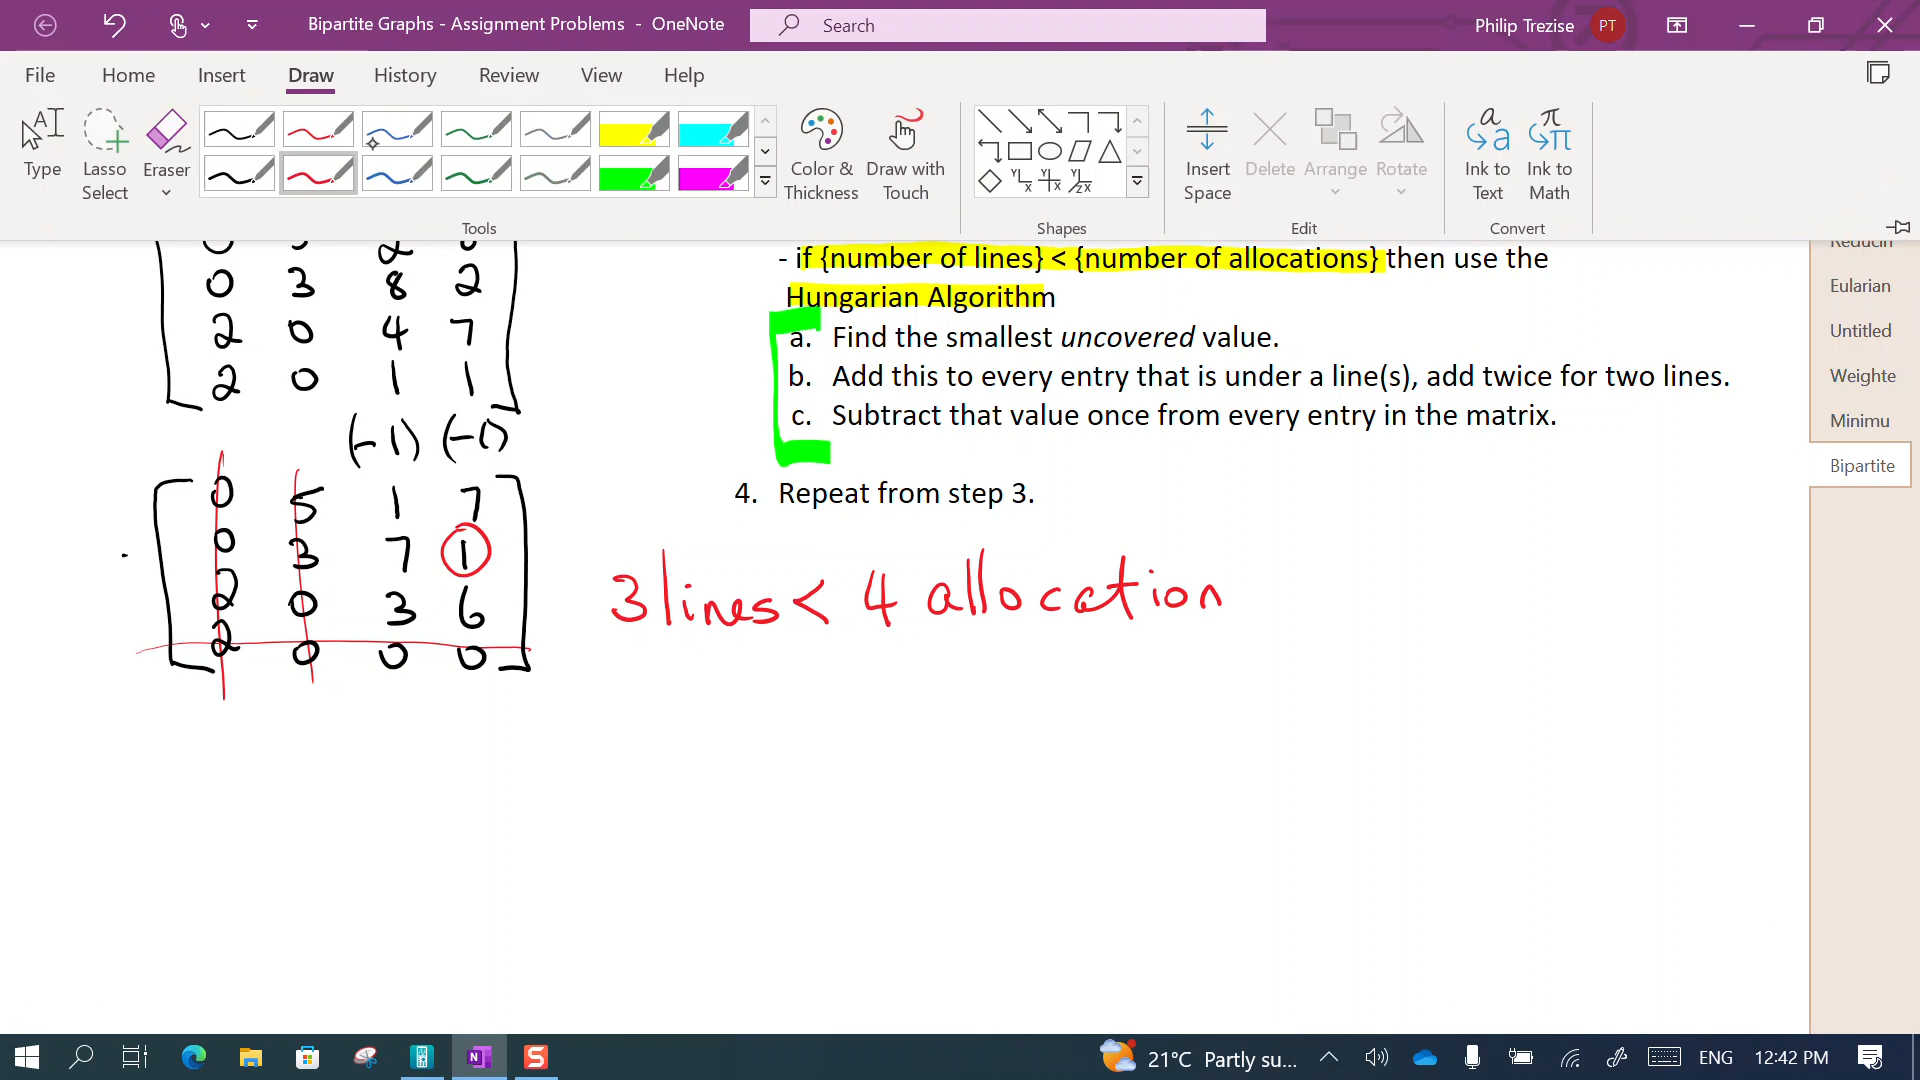 Bipartite Graphs - Assignment Problems - OneNote
Search
Philip Trezise PT
File Home Insert Draw History Review View Help
Type
Lasso Select
Eraser
Color & Thickness
Draw with Touch
Insert Space
Delete
Arrange
Rotate
Ink to Text
Ink to Math
Tools Shapes Edit Convert
0 3 8 2
2 0 4 7
2 0 1 1
(-1) (-1)
0 5 1 7
0 3 7 1
2 0 3 6
2 0 0 0
- if {number of lines} < {number of allocations} then use the
Hungarian Algorithm
a. Find the smallest uncovered value.
b. Add this to every entry that is under a line(s), add twice for two lines.
c. Subtract that value once from every entry in the matrix.
4. Repeat from step 3.
3 lines < 4 allocation
Reducin
Eularian
Untitled
Weighte
Minimu
Bipartite
21°C Partly su... ENG 12:42 PM